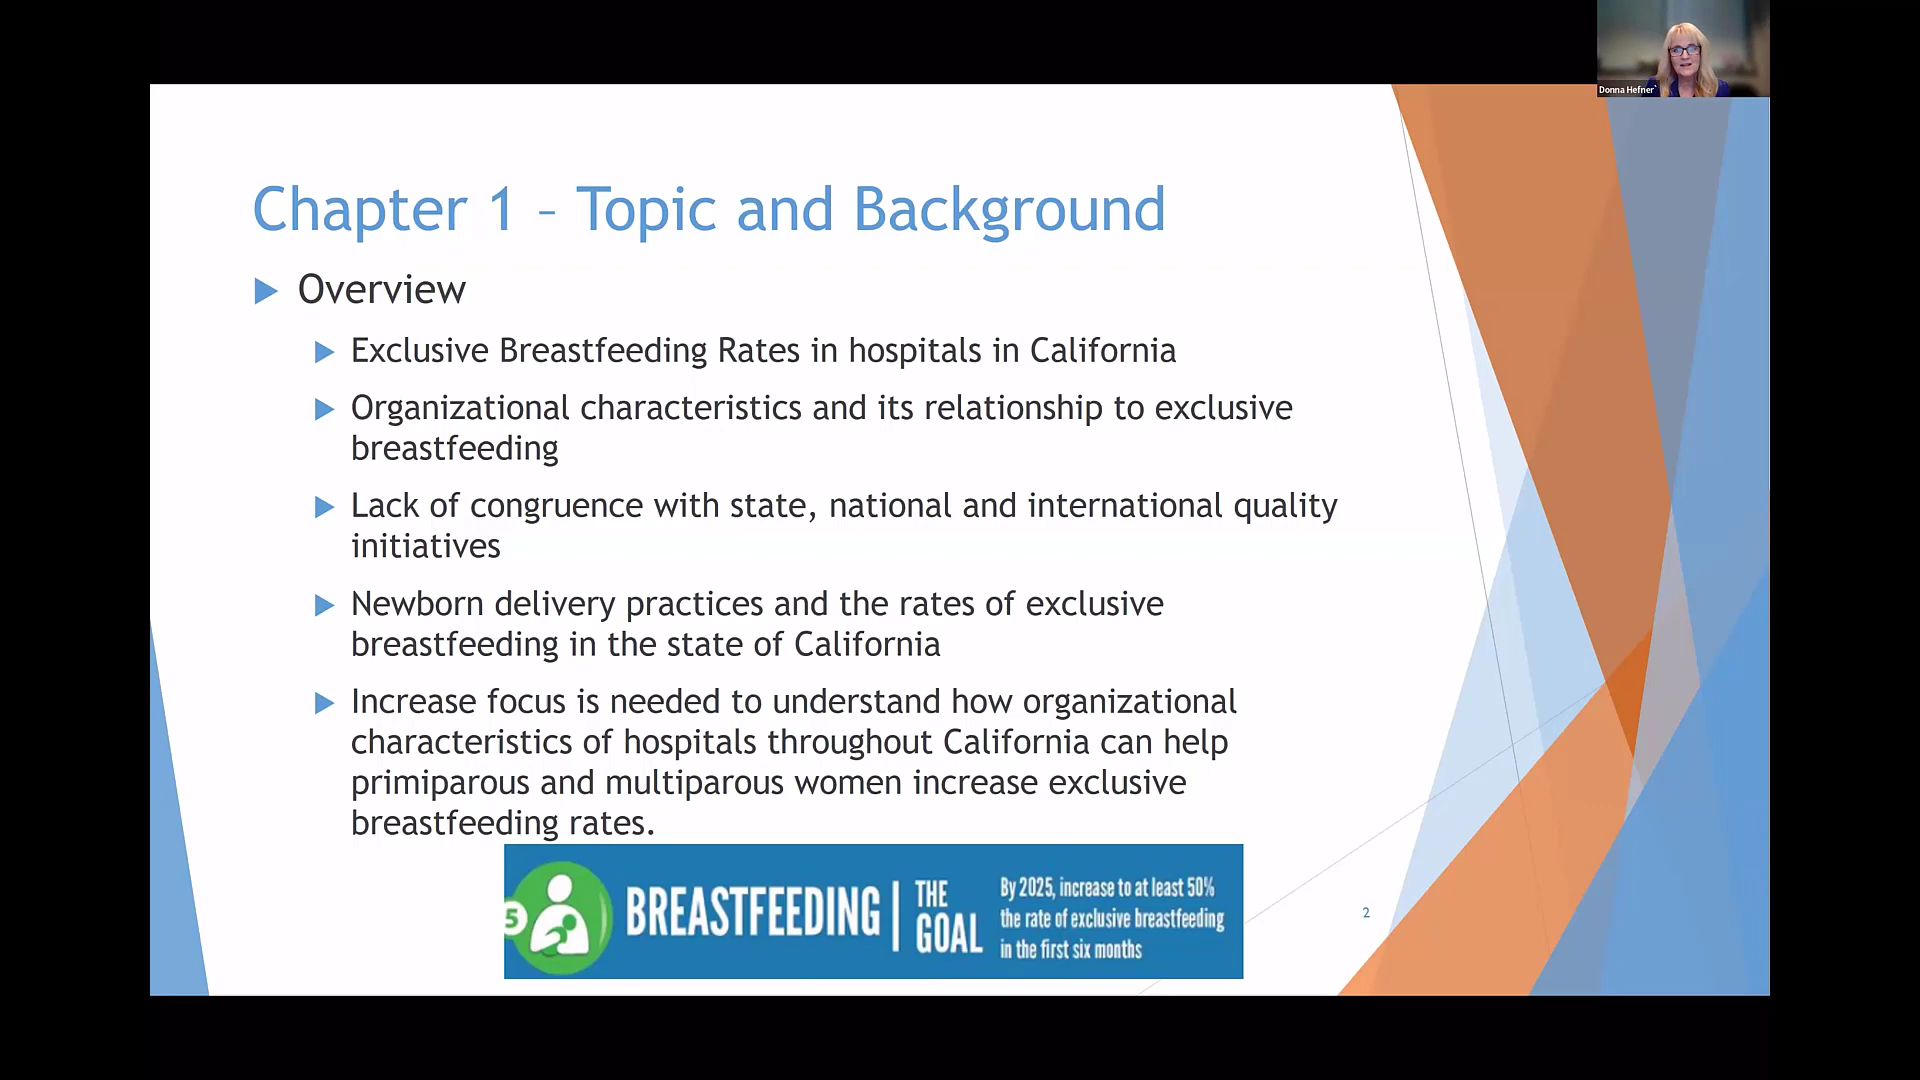 Donna Hefner`
Chapter 1 – Topic and Background
Overview
Exclusive Breastfeeding Rates in hospitals in California
Organizational characteristics and its relationship to exclusive
breastfeeding
Lack of congruence with state, national and international quality
initiatives
Newborn delivery practices and the rates of exclusive
breastfeeding in the state of California
Increase focus is needed to understand how organizational
characteristics of hospitals throughout California can help
primiparous and multiparous women increase exclusive
breastfeeding rates.
5
BREASTFEEDING
THE
GOAL
By 2025, increase to at least 50%
the rate of exclusive breastfeeding
in the first six months
2